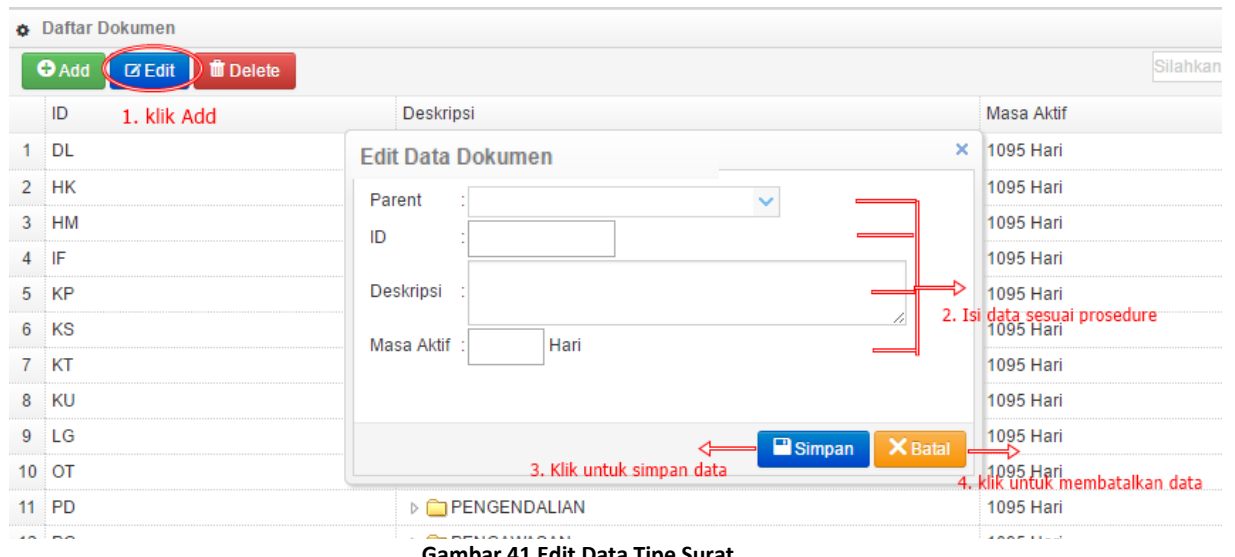 Daftar Dokumen
Add Edit Delete Silahkan
ID Deskripsi Masa Aktif
1. klik Add
1 DL 1095 Hari
2 HK 1095 Hari
3 HM 1095 Hari
4 IF 1095 Hari
5 KP 1095 Hari
6 KS 1095 Hari
7 KT 1095 Hari
8 KU 1095 Hari
9 LG 1095 Hari
10 OT 1095 Hari
11 PD PENGENDALIAN 1095 Hari
Edit Data Dokumen
Parent :
ID :
Deskripsi :
Masa Aktif : Hari
2. Isi data sesuai prosedure
Simpan Batal
3. Klik untuk simpan data
4. klik untuk membatalkan data
Gambar 41 Edit Data Tipe Surat